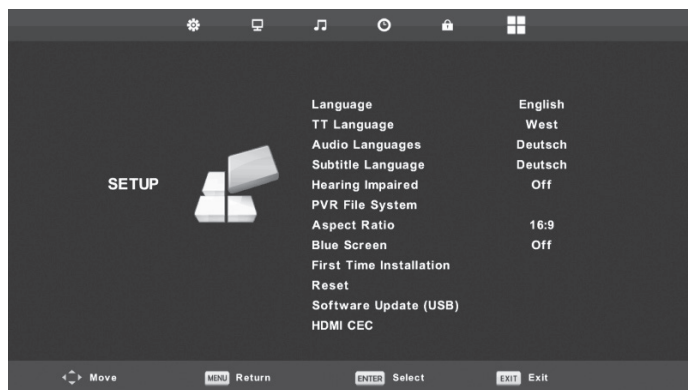 Language English
TT Language West
Audio Languages Deutsch
Subtitle Language Deutsch
SETUP
Hearing Impaired Off
PVR File System
Aspect Ratio 16:9
Blue Screen Off
First Time Installation
Reset
Software Update (USB)
HDMI CEC
Move MENU Return ENTER Select EXIT Exit